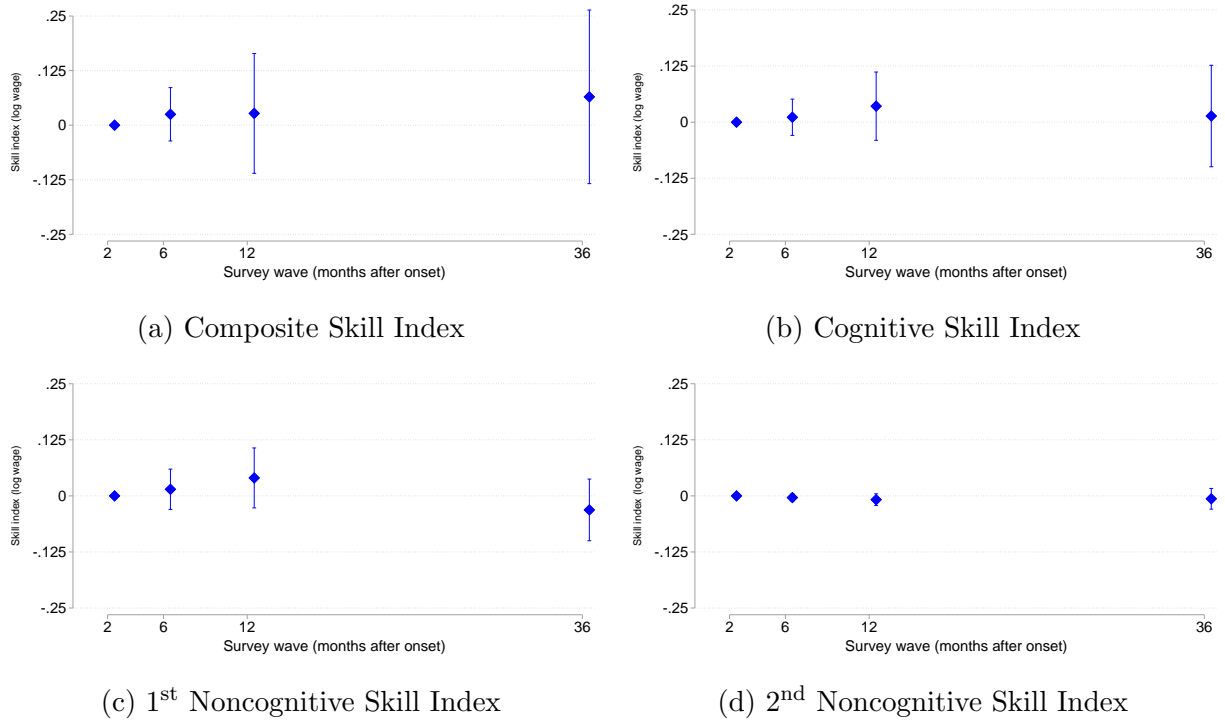 .25
.125
0
-.125
-.25
Skill index (log wage)
2 6 12 36
Survey wave (months after onset)
(a) Composite Skill Index
.25
.125
0
-.125
-.25
Skill index (log wage)
2 6 12 36
Survey wave (months after onset)
(b) Cognitive Skill Index
.25
.125
0
-.125
-.25
Skill index (log wage)
2 6 12 36
Survey wave (months after onset)
(c) 1st Noncognitive Skill Index
.25
.125
0
-.125
-.25
Skill index (log wage)
2 6 12 36
Survey wave (months after onset)
(d) 2nd Noncognitive Skill Index